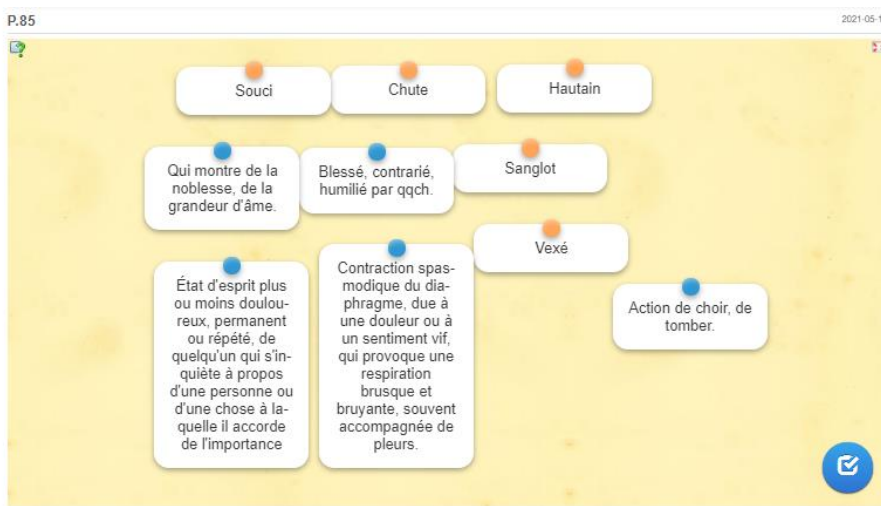 P.85
2021-05-1
Souci
Chute
Hautain
Qui montre de la
noblesse, de la
grandeur d'âme.
Blessé, contrarié,
humilié par qqch.
Sanglot
Vexé
État d'esprit plus
ou moins doulou-
reux, permanent
ou répété, de
quelqu'un qui s'in-
quiète à propos
d'une personne ou
d'une chose à la-
quelle il accorde
de l'importance
Contraction spas-
modique du dia-
phragme, due à
une douleur ou à
un sentiment vif,
qui provoque une
respiration
brusque et
bruyante, souvent
accompagnée de
pleurs.
Action de choir, de
tomber.